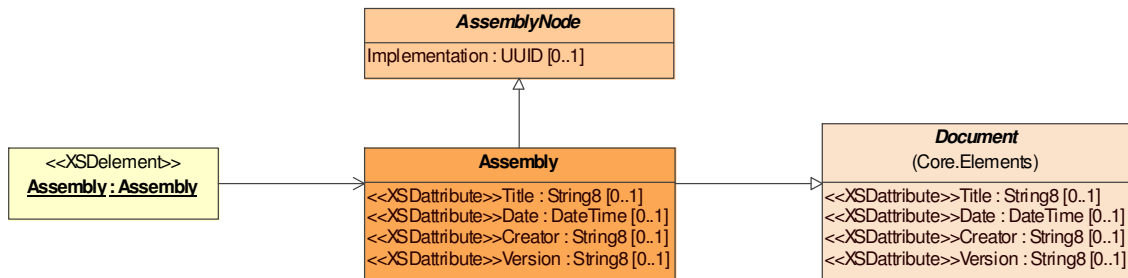 AssemblyNode
Implementation : UUID [0..1]
<<XSDelement>>
Assembly : Assembly
Assembly
<<XSDattribute>>Title : String8 [0..1]
<<XSDattribute>>Date : DateTime [0..1]
<<XSDattribute>>Creator : String8 [0..1]
<<XSDattribute>>Version : String8 [0..1]
Document
(Core.Elements)
<<XSDattribute>>Title : String8 [0..1]
<<XSDattribute>>Date : DateTime [0..1]
<<XSDattribute>>Creator : String8 [0..1]
<<XSDattribute>>Version : String8 [0..1]